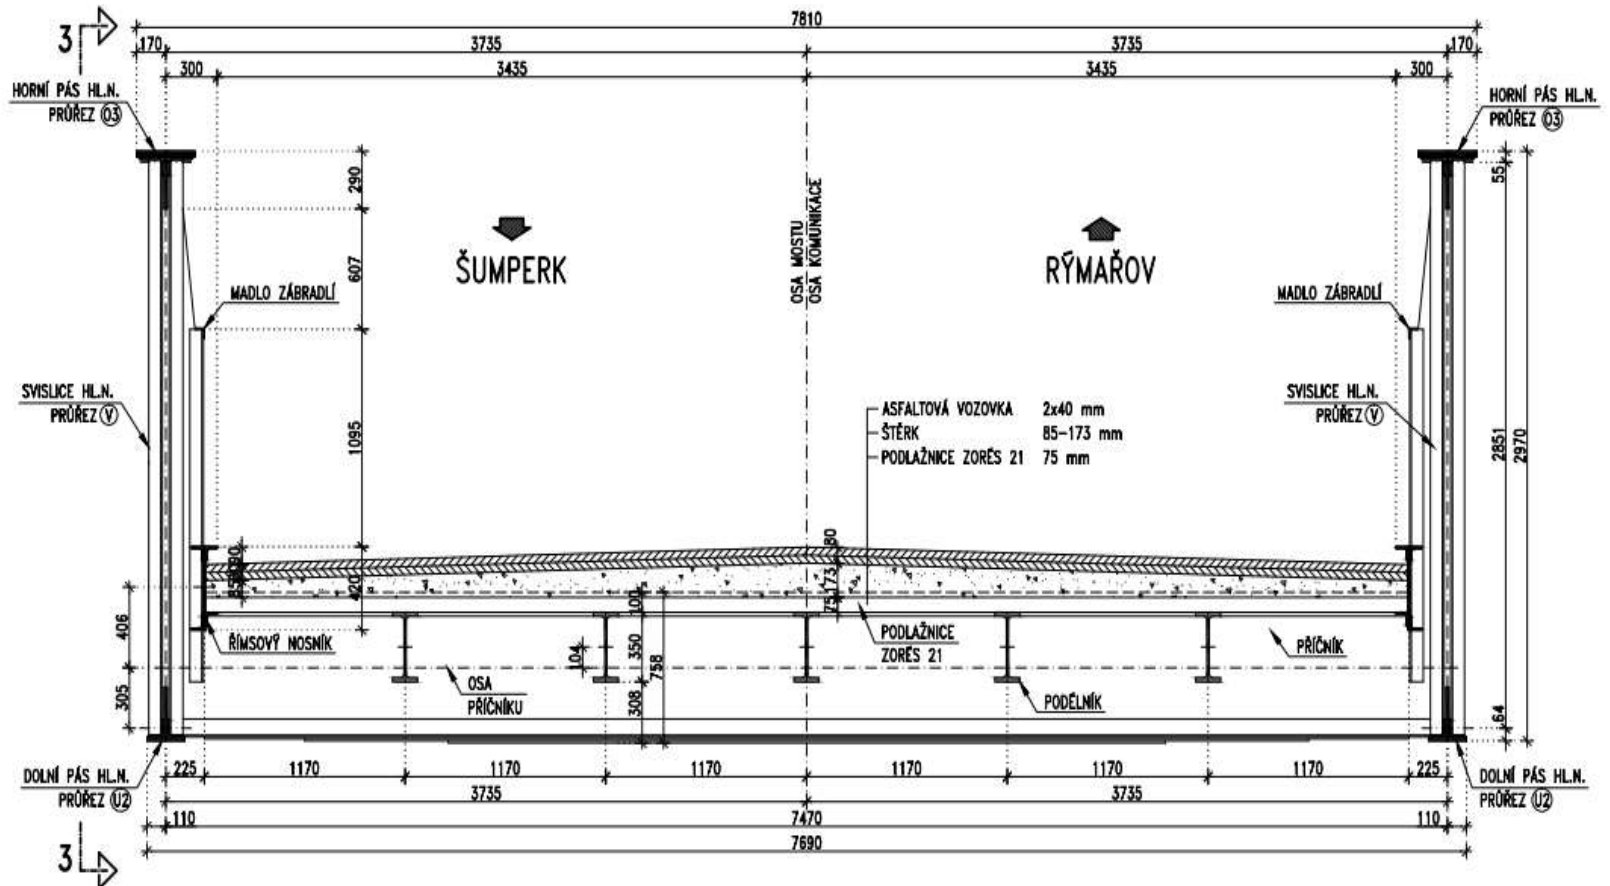 3
7810
170
3735
3735
170
300
3435
3435
300
HORNÍ PÁS HL.N.
PRŮŘEZ O3
HORNÍ PÁS HL.N.
PRŮŘEZ O3
290
55
OSA MOSTU
OSA KOMUNIKACE
ŠUMPERK
RÝMAŘOV
607
MADLO ZÁBRADLÍ
MADLO ZÁBRADLÍ
SVISLICE HL.N.
PRŮŘEZ V
SVISLICE HL.N.
PRŮŘEZ V
ASFALTOVÁ VOZOVKA 2x40 mm
ŠTĚRK 85-173 mm
PODLAŽNICE ZORÉS 21 75 mm
1095
2851
2970
80
173
75
420
100
406
350
104
758
ŘÍMSOVÝ NOSNÍK
PODLAŽNICE
ZORÉS 21
PŘÍČNÍK
OSA
PŘÍČNÍKU
PODÉLNÍK
305
308
64
DOLNÍ PÁS HL.N.
PRŮŘEZ U2
DOLNÍ PÁS HL.N.
PRŮŘEZ U2
225
1170
1170
1170
1170
1170
1170
225
3735
3735
110
7470
110
7690
3